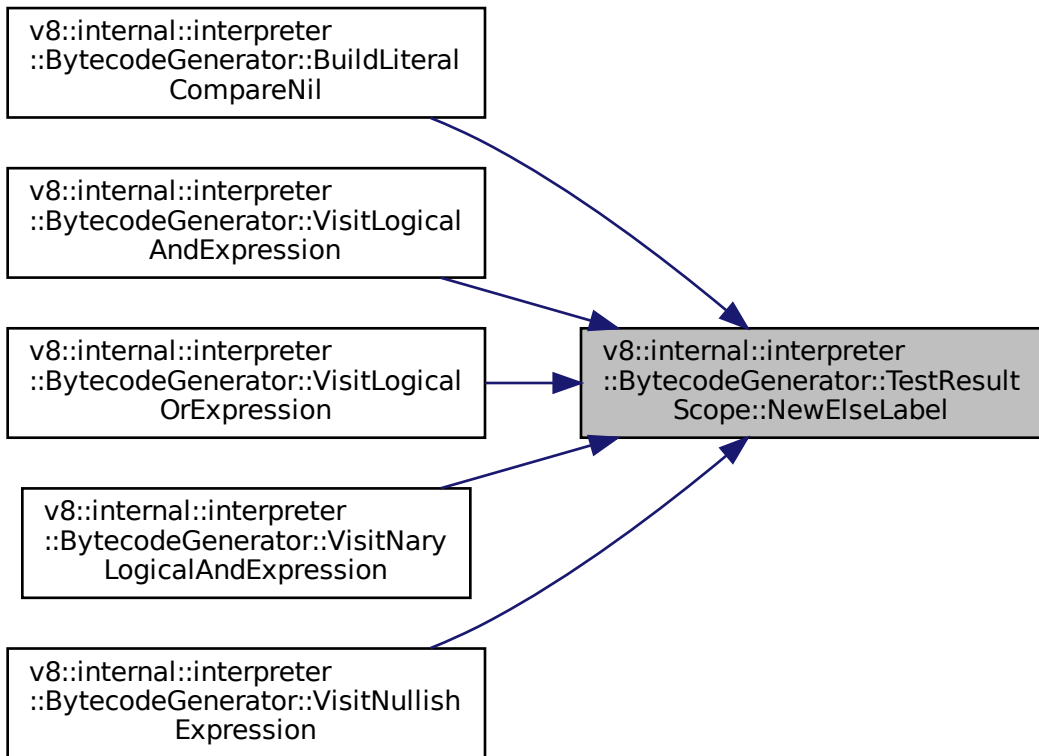 v8::internal::interpreter
::BytecodeGenerator::BuildLiteral
CompareNil
v8::internal::interpreter
::BytecodeGenerator::VisitLogical
AndExpression
v8::internal::interpreter
::BytecodeGenerator::VisitLogical
OrExpression
v8::internal::interpreter
::BytecodeGenerator::VisitNary
LogicalAndExpression
v8::internal::interpreter
::BytecodeGenerator::VisitNullish
Expression
v8::internal::interpreter
::BytecodeGenerator::TestResult
Scope::NewElseLabel